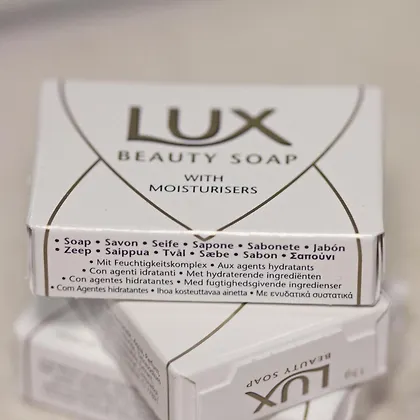 LUX
BEAUTY SOAP
WITH
MOISTURISERS
• Soap • Savon • Seife • Sapone • Sabonete • Jabón
• Zeep • Saippua • Tvål • Sæbe • Sabon • Σαπούνι
• Mit Feuchtigkeitskomplex • Aux agents hydratants
• Con agenti idratanti • Met hydraterende ingrediënten
• Con agentes hidratantes • Med fugtighedsgivende ingredienser
• Com Agentes hidratantes • Ihoa kosteuttavaa ainetta • Με ενυδατικά συστατικά
LUX
BEAUTY SOAP
15g